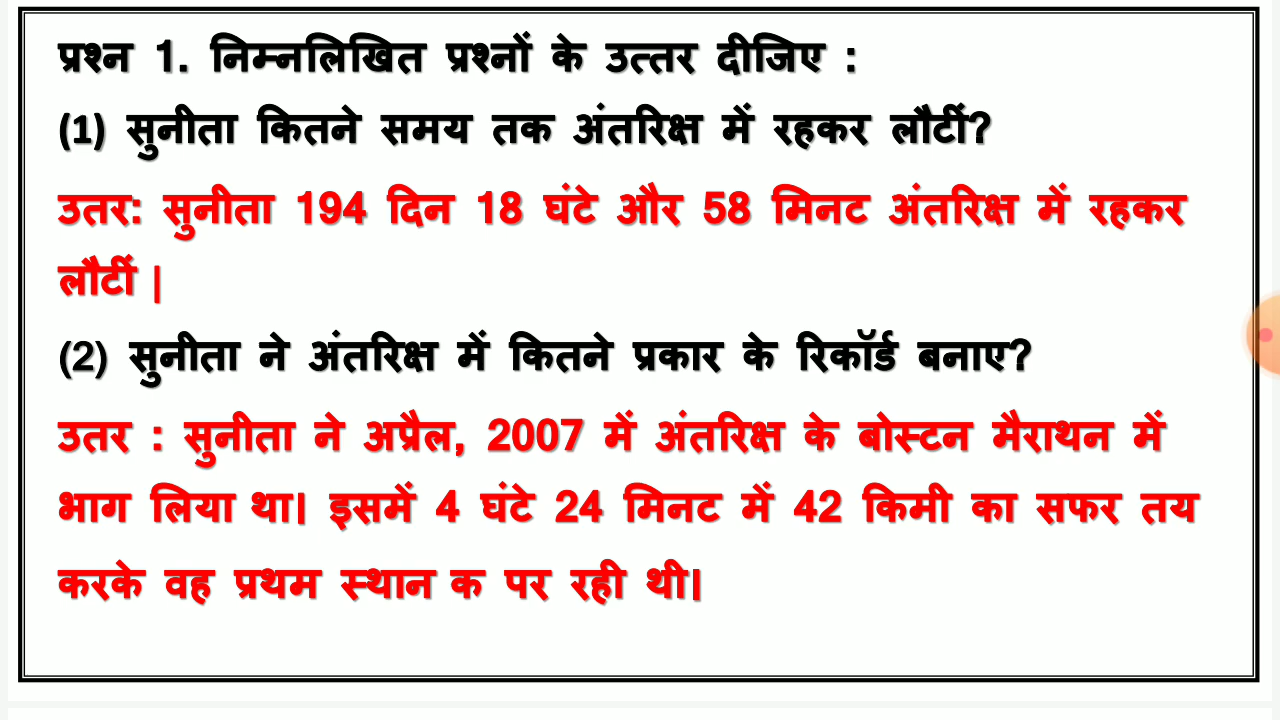 प्रश्न 1. निम्नलिखित प्रश्नों के उत्तर दीजिए :
(1) सुनीता कितने समय तक अंतरिक्ष में रहकर लौटीं?
उतर: सुनीता 194 दिन 18 घंटे और 58 मिनट अंतरिक्ष में रहकर
लौटीं |
(2) सुनीता ने अंतरिक्ष में कितने प्रकार के रिकॉर्ड बनाए?
उतर : सुनीता ने अप्रैल, 2007 में अंतरिक्ष के बोस्टन मैराथन में
भाग लिया था। इसमें 4 घंटे 24 मिनट में 42 किमी का सफर तय
करके वह प्रथम स्थान क पर रही थी।